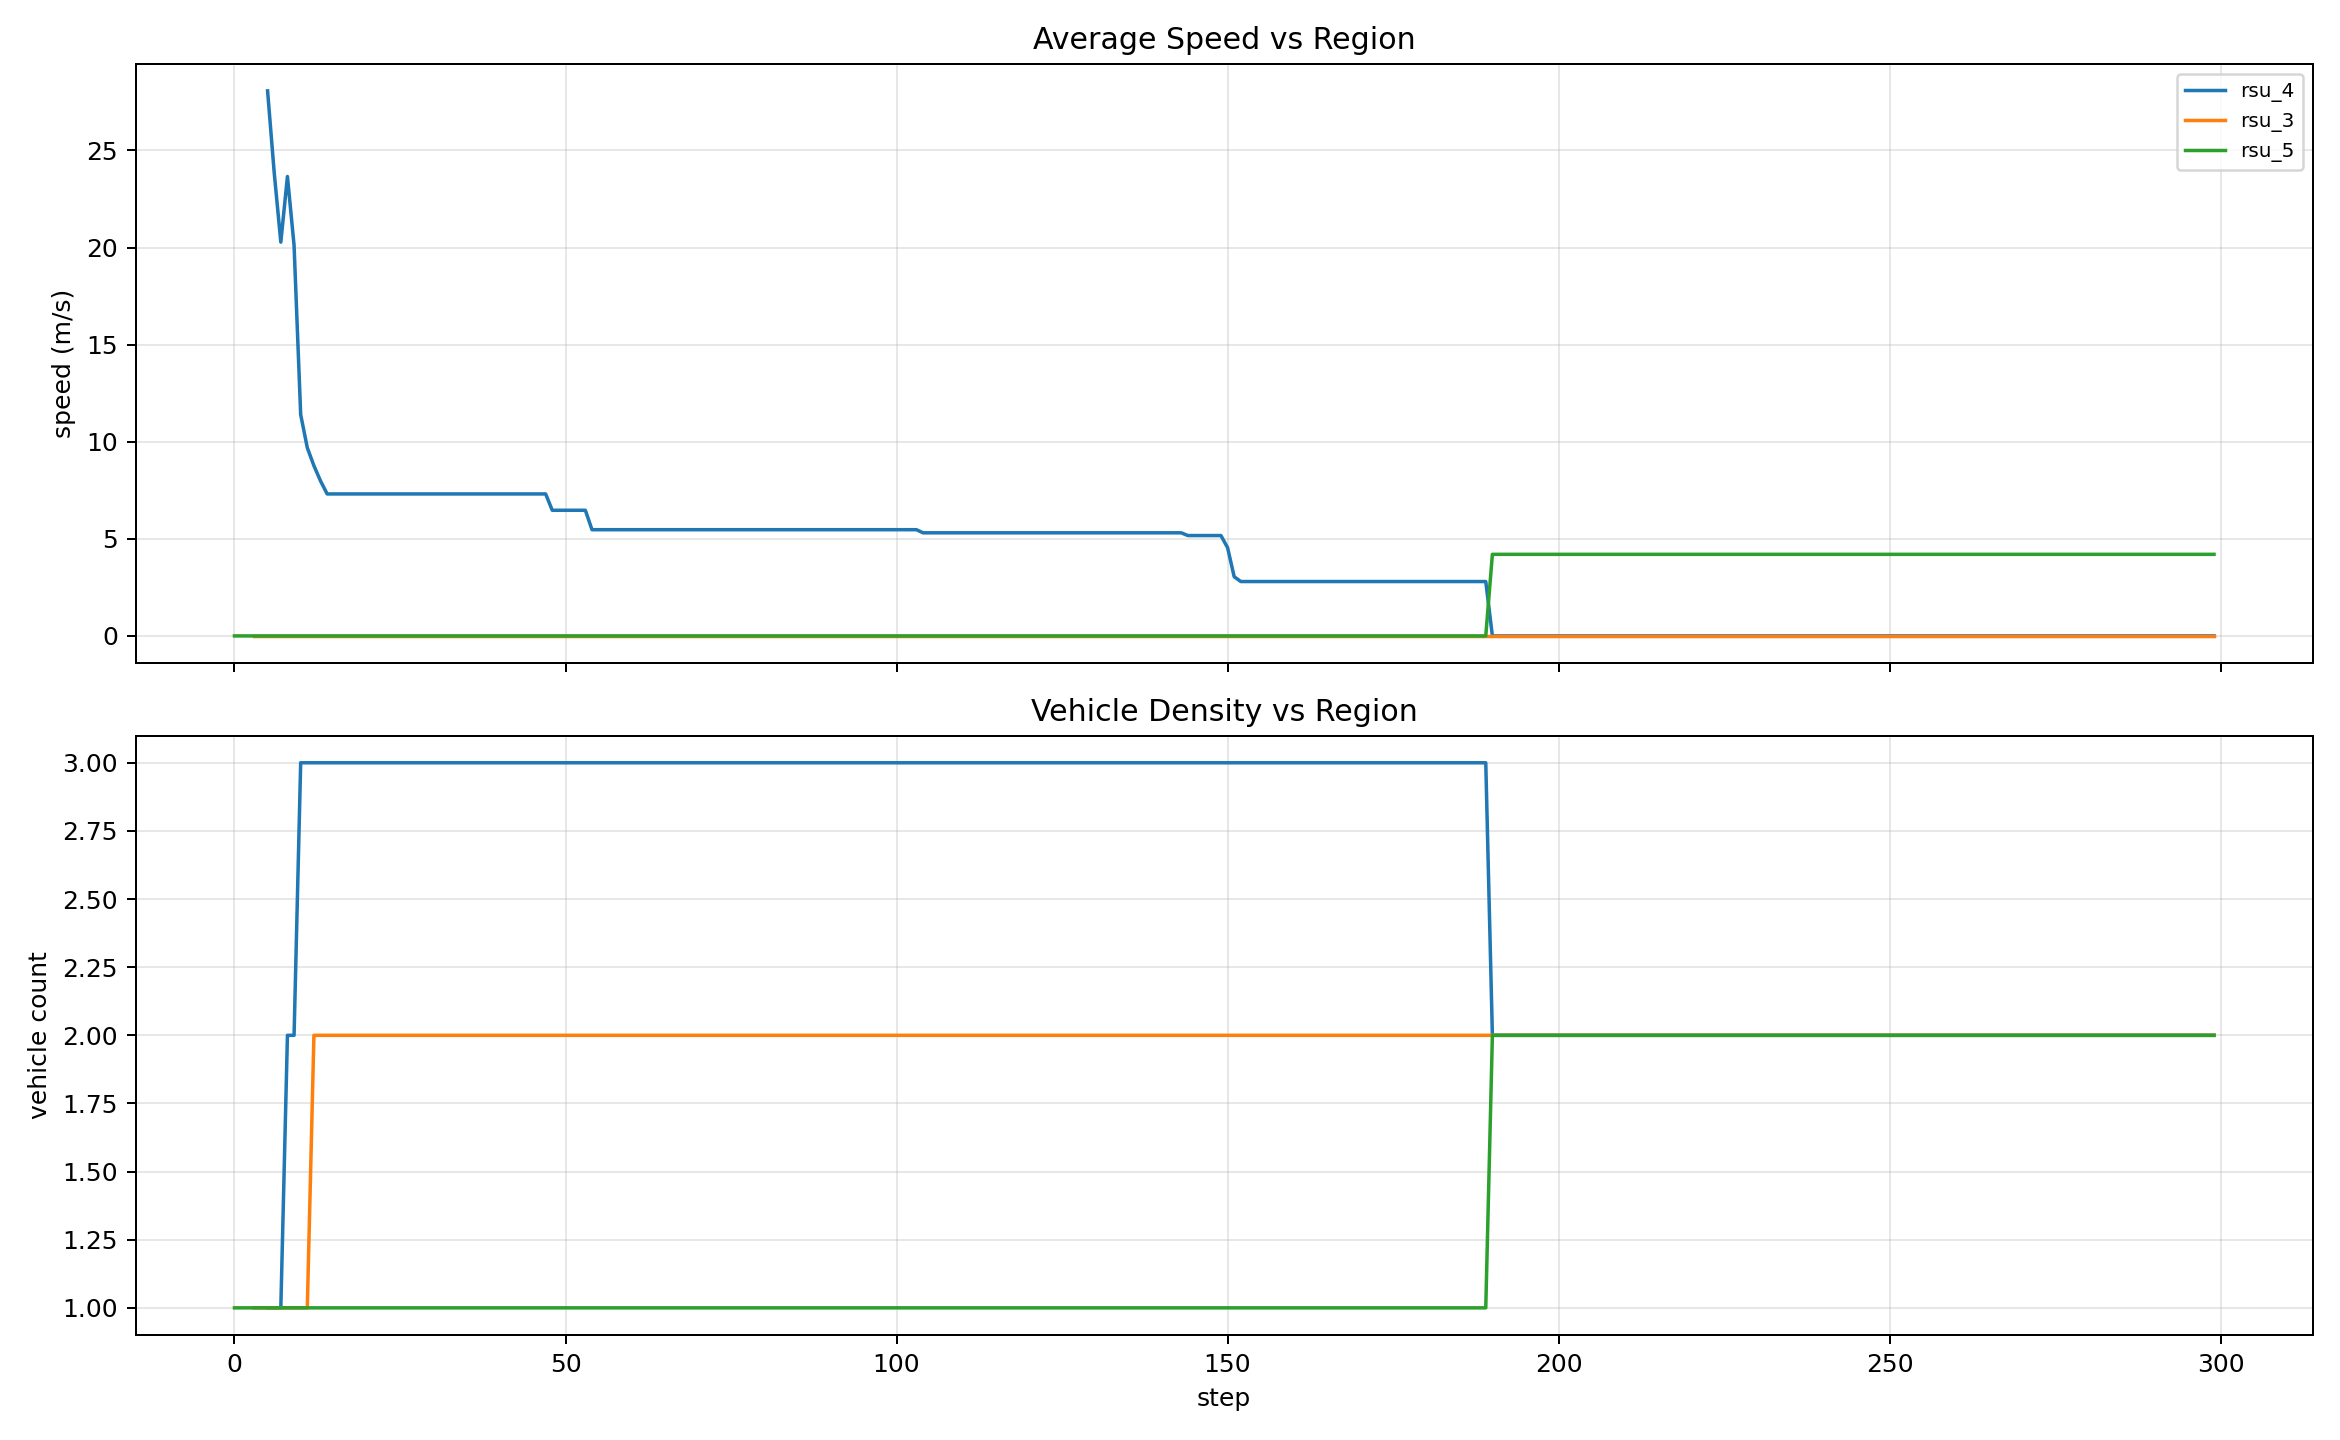 Average Speed vs Region
speed (m/s)
25
20
15
10
5
0
rsu_4
rsu_3
rsu_5
Vehicle Density vs Region
vehicle count
3.00
2.75
2.50
2.25
2.00
1.75
1.50
1.25
1.00
0 50 100 150 200 250 300
step